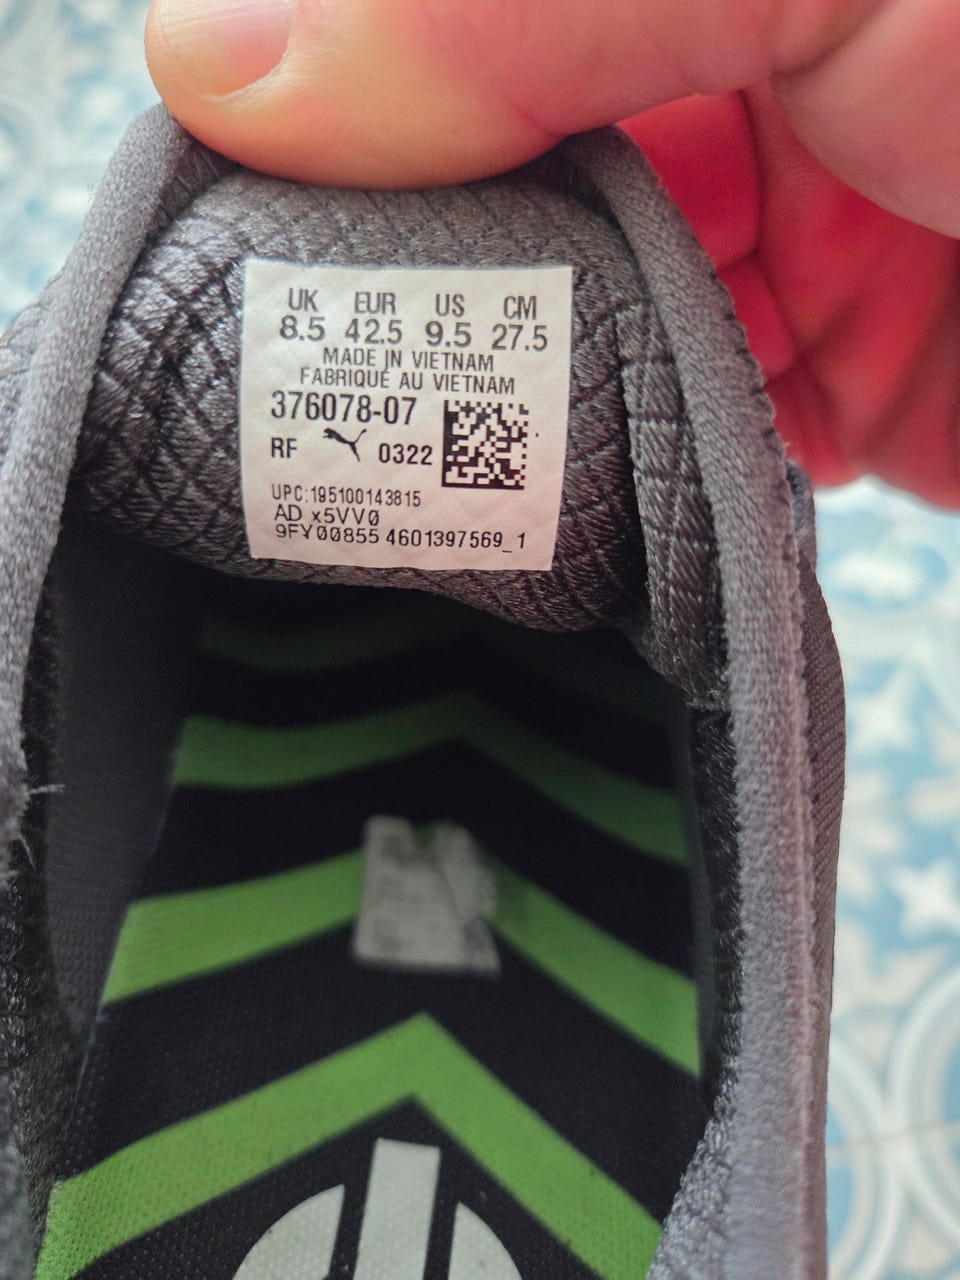 UK EUR US CM
8.5 42.5 9.5 27.5
MADE IN VIETNAM
FABRIQUÉ AU VIETNAM
376078-07
RF 0322
UPC:195100143815
AD x5VV0
9FY00855 4601397569_1